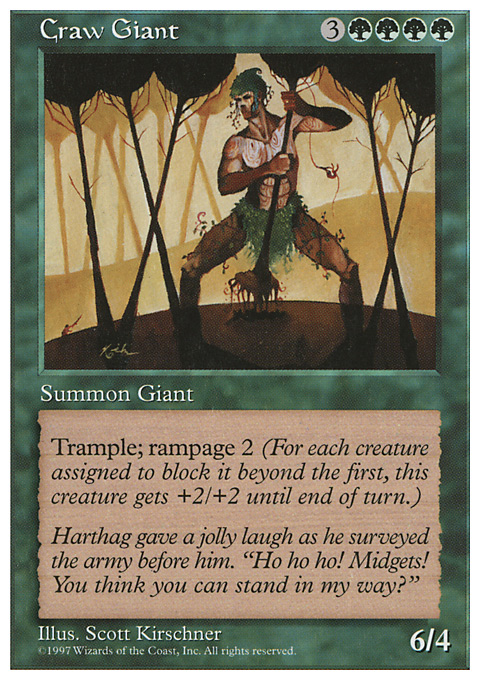 Craw Giant 3
Summon Giant
Trample; rampage 2 (For each creature
assigned to block it beyond the first, this
creature gets +2/+2 until end of turn.)
Harthag gave a jolly laugh as he surveyed
the army before him. “Ho ho ho! Midgets!
You think you can stand in my way?”
Illus. Scott Kirschner
©1997 Wizards of the Coast, Inc. All rights reserved.
6/4